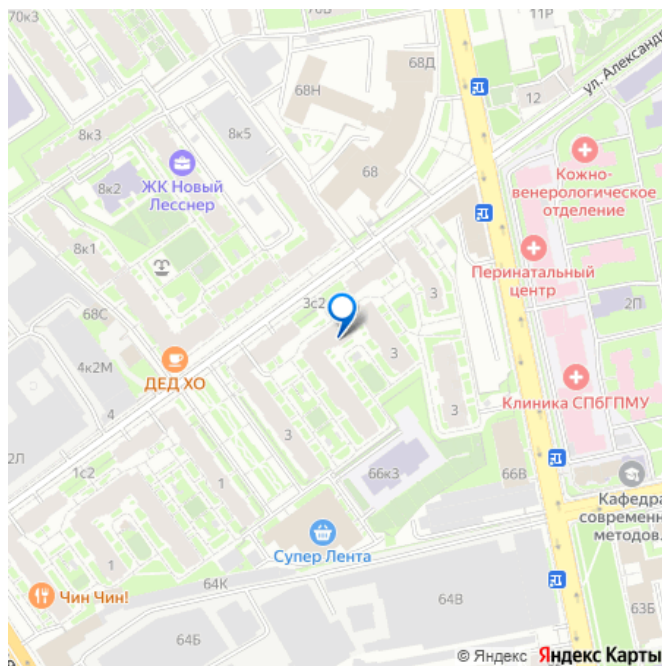 70к3
11Р
68Д
68Н
12
ул. Александр
8к3
8к5
68
Кожно-
венерологическое
отделение
8к2
ЖК Новый
Лесснер
8к1
Перинатальный
центр
3с2
3
2П
68С
3
4к2М
ДЕД ХО
Клиника СПбГПМУ
4
3
3
2Л
1с2
66к3
66В
1
Кафедра
современн
методов.
1
Супер Лента
64К
64В
Чин Чин!
63Б
64Б
© Яндекс Яндекс Карты